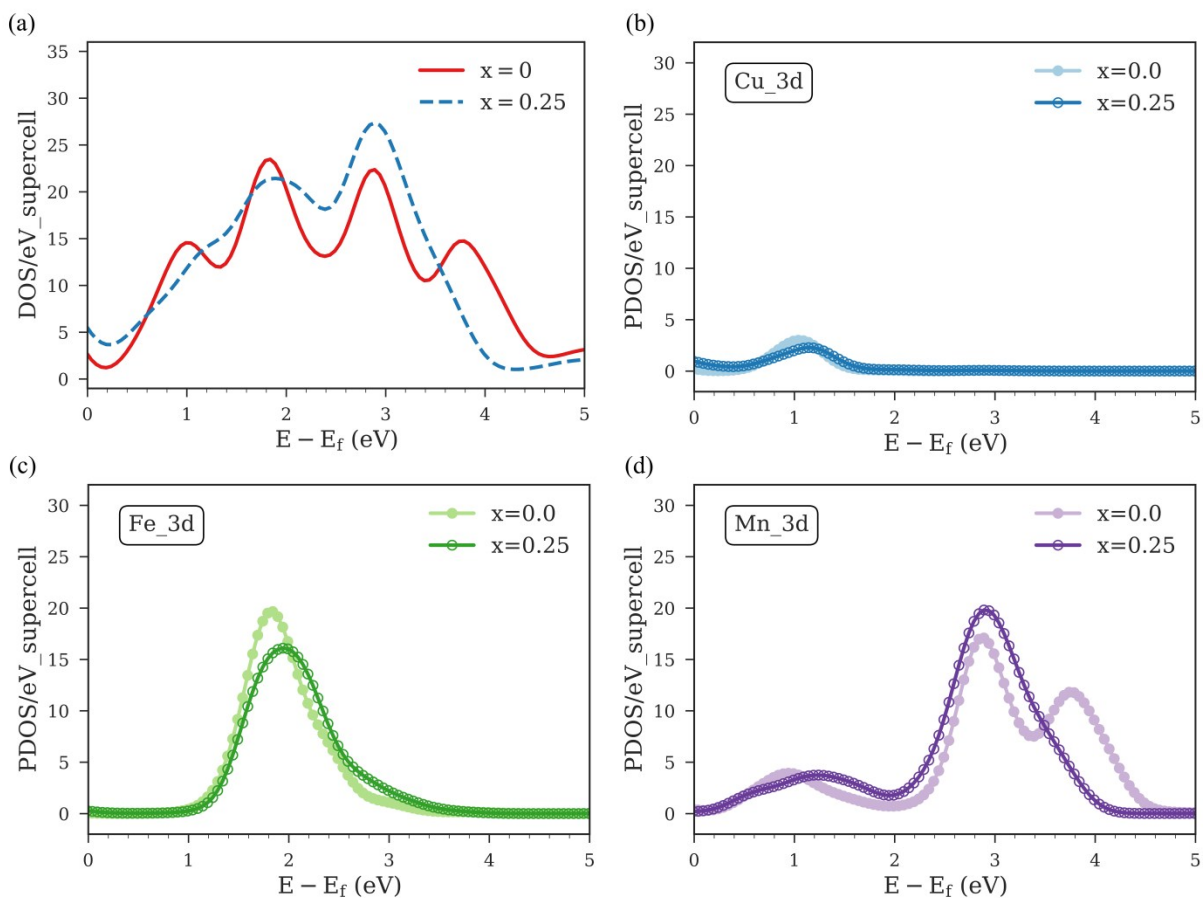 (a)
35
30
25
20
15
10
5
0
DOS/eV_supercell
x = 0
x = 0.25
0 1 2 3 4 5
E − E_f (eV)
(b)
30
25
20
15
10
5
0
PDOS/eV_supercell
Cu_3d
x=0.0
x=0.25
0 1 2 3 4 5
E − E_f (eV)
(c)
30
25
20
15
10
5
0
PDOS/eV_supercell
Fe_3d
x=0.0
x=0.25
0 1 2 3 4 5
E − E_f (eV)
(d)
30
25
20
15
10
5
0
PDOS/eV_supercell
Mn_3d
x=0.0
x=0.25
0 1 2 3 4 5
E − E_f (eV)